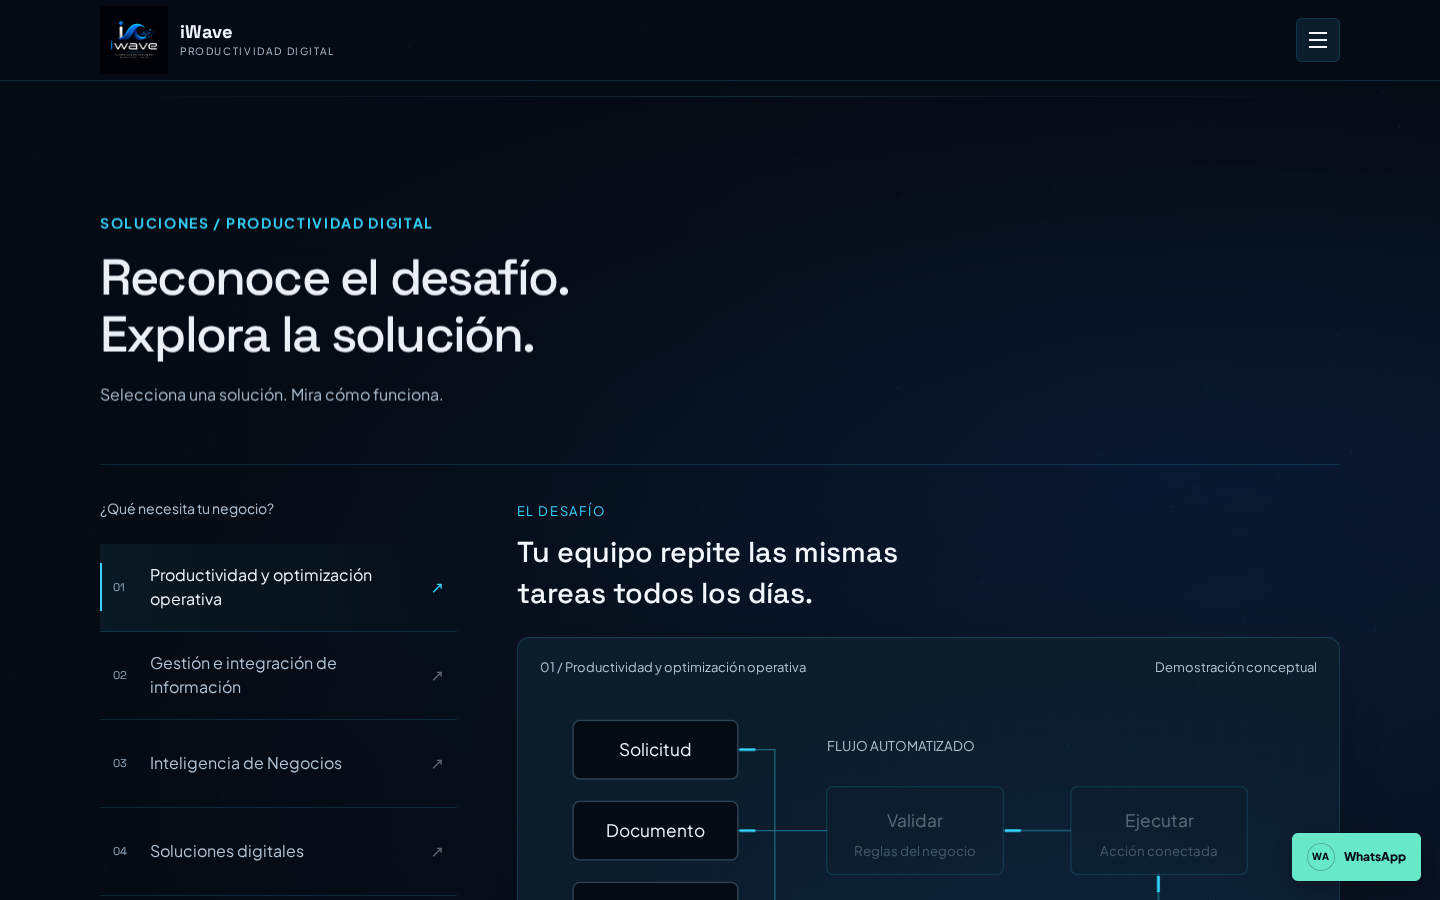 iwave
iWave
PRODUCTIVIDAD DIGITAL
SOLUCIONES / PRODUCTIVIDAD DIGITAL
Reconoce el desafío.
Explora la solución.
Selecciona una solución. Mira cómo funciona.
¿Qué necesita tu negocio?
01 Productividad y optimización
operativa ↗
02 Gestión e integración de
información ↗
03 Inteligencia de Negocios ↗
04 Soluciones digitales ↗
EL DESAFÍO
Tu equipo repite las mismas
tareas todos los días.
01 / Productividad y optimización operativa
Demostración conceptual
Solicitud
FLUJO AUTOMATIZADO
Documento
Validar
Reglas del negocio
Ejecutar
Acción conectada
WA WhatsApp